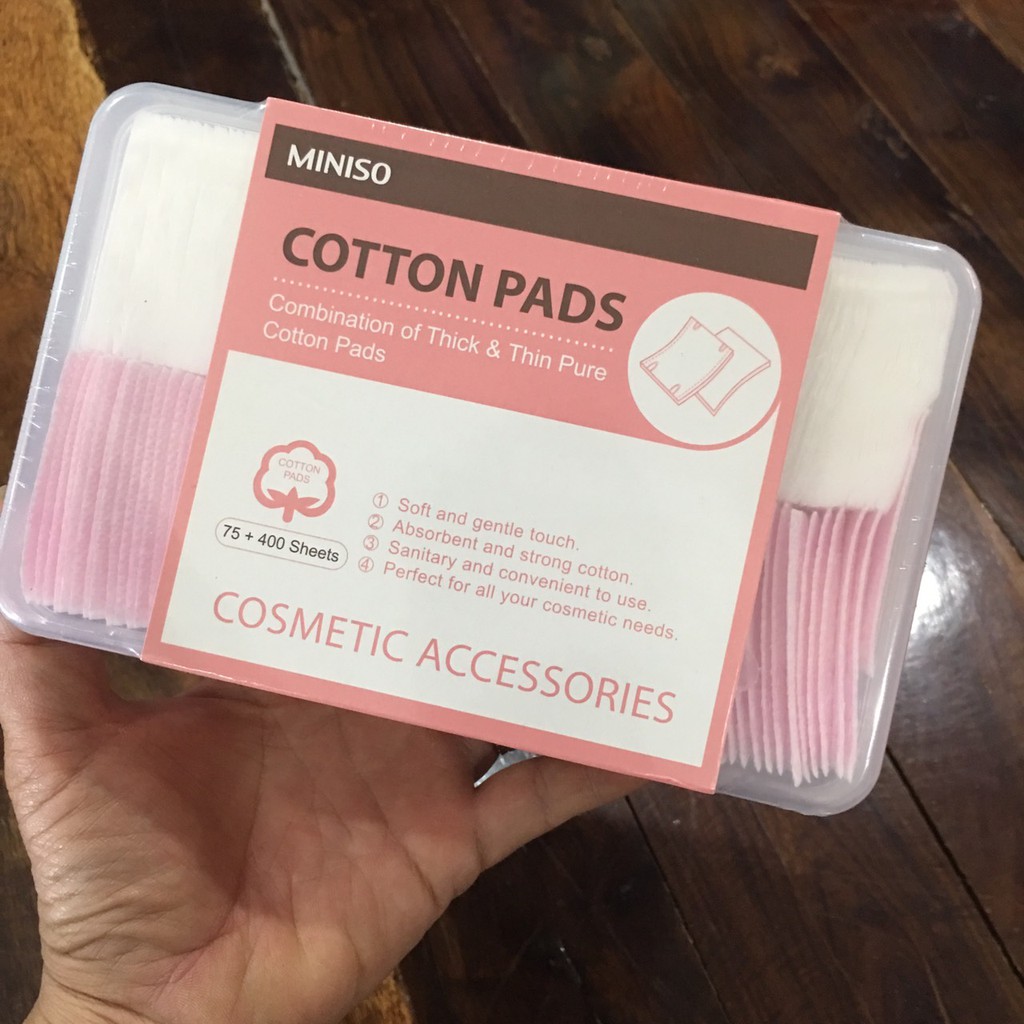 MINISO
COTTON PADS
Combination of Thick & Thin Pure
Cotton Pads
COTTON
PADS
75 + 400 Sheets
① Soft and gentle touch.
② Absorbent and strong cotton.
③ Sanitary and convenient to use.
④ Perfect for all your cosmetic needs.
COSMETIC ACCESSORIES